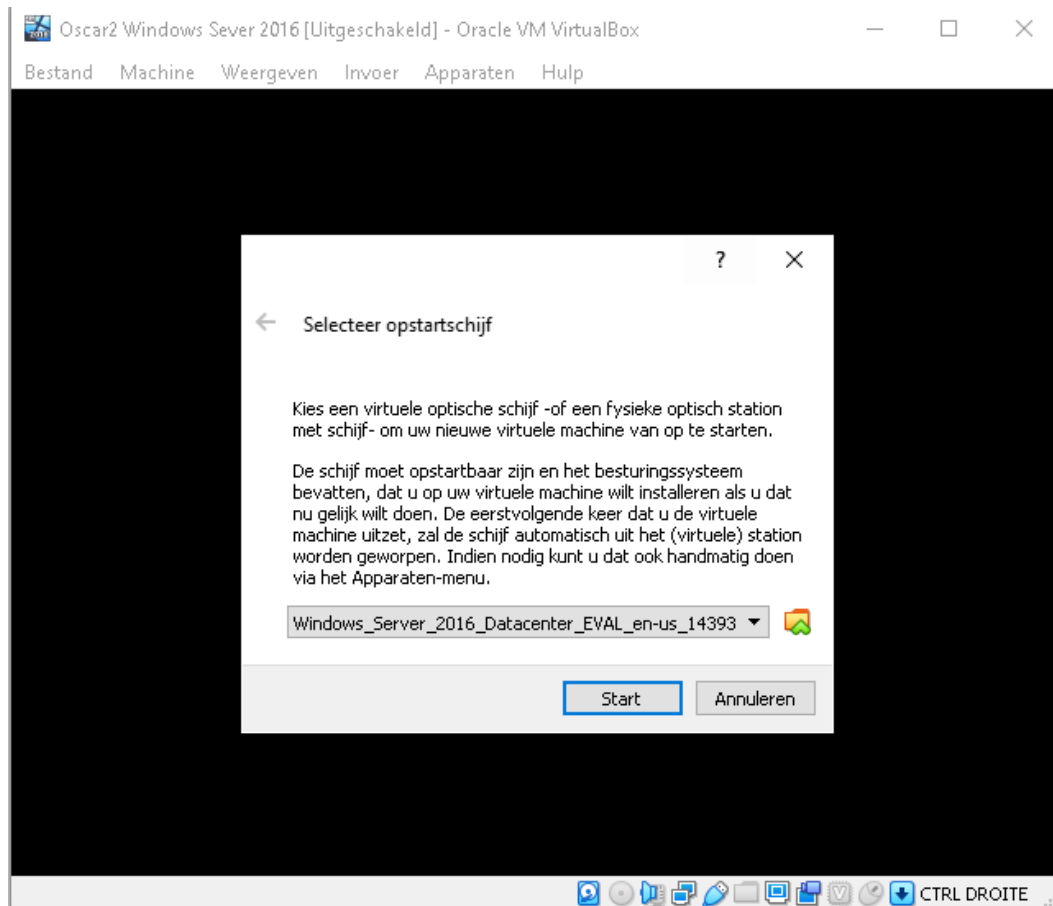 Oscar2 Windows Sever 2016 [Uitgeschakeld] - Oracle VM VirtualBox
Bestand Machine Weergeven Invoer Apparaten Hulp
?
Selecteer opstartschijf
Kies een virtuele optische schijf -of een fysieke optisch station
met schijf- om uw nieuwe virtuele machine van op te starten.
De schijf moet opstartbaar zijn en het besturingssysteem
bevatten, dat u op uw virtuele machine wilt installeren als u dat
nu gelijk wilt doen. De eerstvolgende keer dat u de virtuele
machine uitzet, zal de schijf automatisch uit het (virtuele) station
worden geworpen. Indien nodig kunt u dat ook handmatig doen
via het Apparaten-menu.
Windows_Server_2016_Datacenter_EVAL_en-us_14393
Start Annuleren
CTRL DROITE